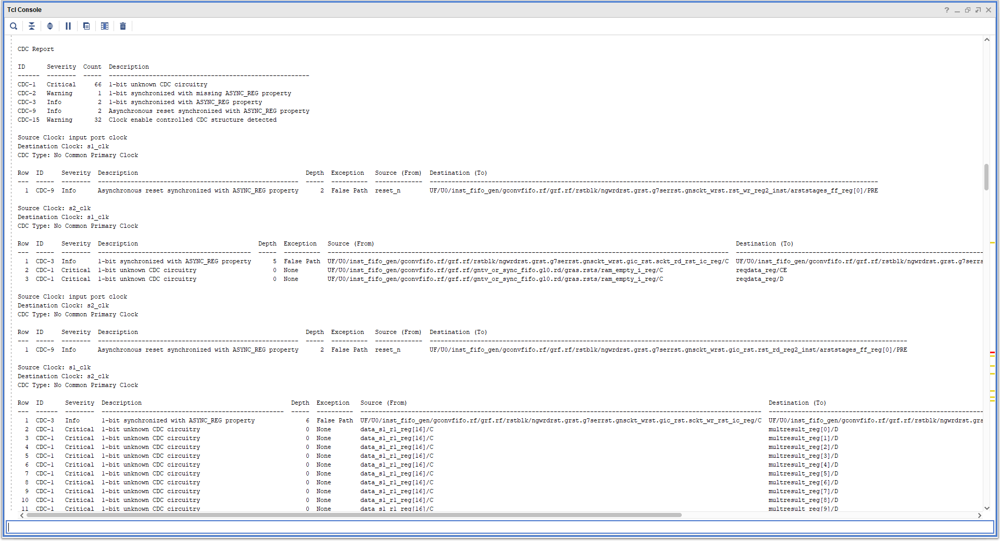 Tcl Console
CDC Report
ID Severity Count Description
------ -------- ----- -------------------------------------------------------
CDC-1 Critical 66 1-bit unknown CDC circuitry
CDC-2 Warning 1 1-bit synchronized with missing ASYNC_REG property
CDC-3 Info 2 1-bit synchronized with ASYNC_REG property
CDC-9 Info 2 Asynchronous reset synchronized with ASYNC_REG property
CDC-15 Warning 32 Clock enable controlled CDC structure detected
Source Clock: input port clock
Destination Clock: s1_clk
CDC Type: No Common Primary Clock
Row ID Severity Description Depth Exception Source (From) Destination (To)
1 CDC-9 Info Asynchronous reset synchronized with ASYNC_REG property 2 False Path reset_n UF/U0/inst_fifo_gen/gconvfifo.rf/grf.rf/rstblk/ngwrdrst.grst.g7serrst.gnsckt_wrst.rst_wr_reg2_inst/arststages_ff_reg[0]/PRE
Source Clock: s2_clk
Destination Clock: s1_clk
CDC Type: No Common Primary Clock
Row ID Severity Description Depth Exception Source (From) Destination (To)
1 CDC-3 Info 1-bit synchronized with ASYNC_REG property 5 False Path UF/U0/inst_fifo_gen/gconvfifo.rf/grf.rf/rstblk/ngwrdrst.grst.g7serrst.gnsckt_wrst.gic_rst.sckt_rd_rst_ic_reg/C UF/U0/inst_fifo_gen/gconvfifo.rf/grf.rf/rstblk/ngwrdrst.grst.g7serrs
2 CDC-1 Critical 1-bit unknown CDC circuitry 0 None UF/U0/inst_fifo_gen/gconvfifo.rf/grf.rf/gntv_or_sync_fifo.gl0.rd/gras.rsts/ram_empty_i_reg/C reqdata_reg/CE
3 CDC-1 Critical 1-bit unknown CDC circuitry 0 None UF/U0/inst_fifo_gen/gconvfifo.rf/grf.rf/gntv_or_sync_fifo.gl0.rd/gras.rsts/ram_empty_i_reg/C reqdata_reg/D
Source Clock: input port clock
Destination Clock: s2_clk
CDC Type: No Common Primary Clock
Row ID Severity Description Depth Exception Source (From) Destination (To)
1 CDC-9 Info Asynchronous reset synchronized with ASYNC_REG property 2 False Path reset_n UF/U0/inst_fifo_gen/gconvfifo.rf/grf.rf/rstblk/ngwrdrst.grst.g7serrst.gnsckt_wrst.gic_rst.rst_rd_reg2_inst/arststages_ff_reg[0]/PRE
Source Clock: s1_clk
Destination Clock: s2_clk
CDC Type: No Common Primary Clock
Row ID Severity Description Depth Exception Source (From) Destination (To)
1 CDC-3 Info 1-bit synchronized with ASYNC_REG property 6 False Path UF/U0/inst_fifo_gen/gconvfifo.rf/grf.rf/rstblk/ngwrdrst.grst.g7serrst.gnsckt_wrst.gic_rst.sckt_wr_rst_ic_reg/C UF/U0/inst_fifo_gen/gconvfifo.rf/grf.rf/rstblk/ngwrdrst.grs
2 CDC-1 Critical 1-bit unknown CDC circuitry 0 None data_s1_r1_reg[16]/C multresult_reg[0]/D
3 CDC-1 Critical 1-bit unknown CDC circuitry 0 None data_s1_r1_reg[16]/C multresult_reg[1]/D
4 CDC-1 Critical 1-bit unknown CDC circuitry 0 None data_s1_r1_reg[16]/C multresult_reg[2]/D
5 CDC-1 Critical 1-bit unknown CDC circuitry 0 None data_s1_r1_reg[16]/C multresult_reg[3]/D
6 CDC-1 Critical 1-bit unknown CDC circuitry 0 None data_s1_r1_reg[16]/C multresult_reg[4]/D
7 CDC-1 Critical 1-bit unknown CDC circuitry 0 None data_s1_r1_reg[16]/C multresult_reg[5]/D
8 CDC-1 Critical 1-bit unknown CDC circuitry 0 None data_s1_r1_reg[16]/C multresult_reg[6]/D
9 CDC-1 Critical 1-bit unknown CDC circuitry 0 None data_s1_r1_reg[16]/C multresult_reg[7]/D
10 CDC-1 Critical 1-bit unknown CDC circuitry 0 None data_s1_r1_reg[16]/C multresult_reg[8]/D
11 CDC-1 Critical 1-bit unknown CDC circuitry 0 None data_s1_r1_reg[16]/C multresult_reg[9]/D